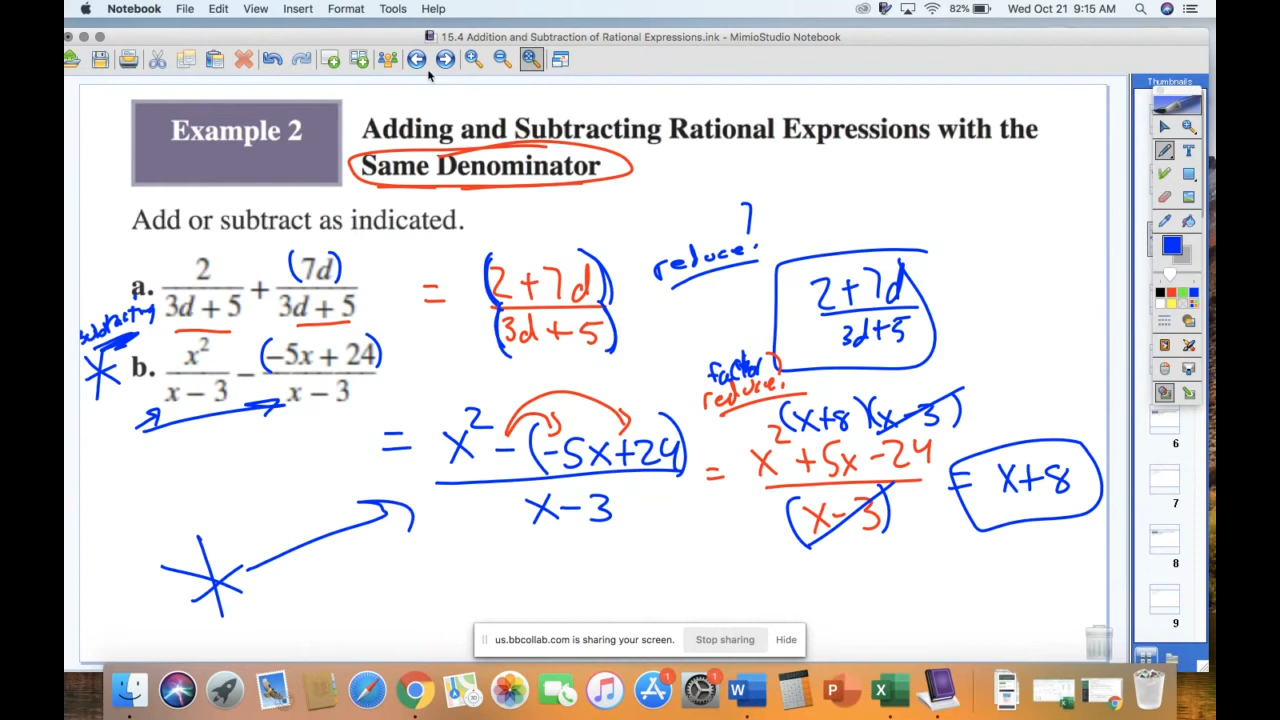 Notebook File Edit View Insert Format Tools Help 82% Wed Oct 21 9:15 AM
15.4 Addition and Subtraction of Rational Expressions.ink - MimioStudio Notebook
Thumbnails
Example 2 Adding and Subtracting Rational Expressions with the
Same Denominator
Add or subtract as indicated.
reduce?
a. 2/(3d + 5) + (7d)/(3d + 5) = (2+7d)/(3d+5)
2+7d
3d+5
subtracting
b. x²/(x − 3) − (−5x + 24)/(x − 3)
factor
reduce?
(x+8)(x-3)
= (x² - (-5x+24))/(x-3) = (x² +5x -24)/(x-3) = x+8
6
7
8
9
us.bbcollab.com is sharing your screen. Stop sharing Hide
1 1
W P X